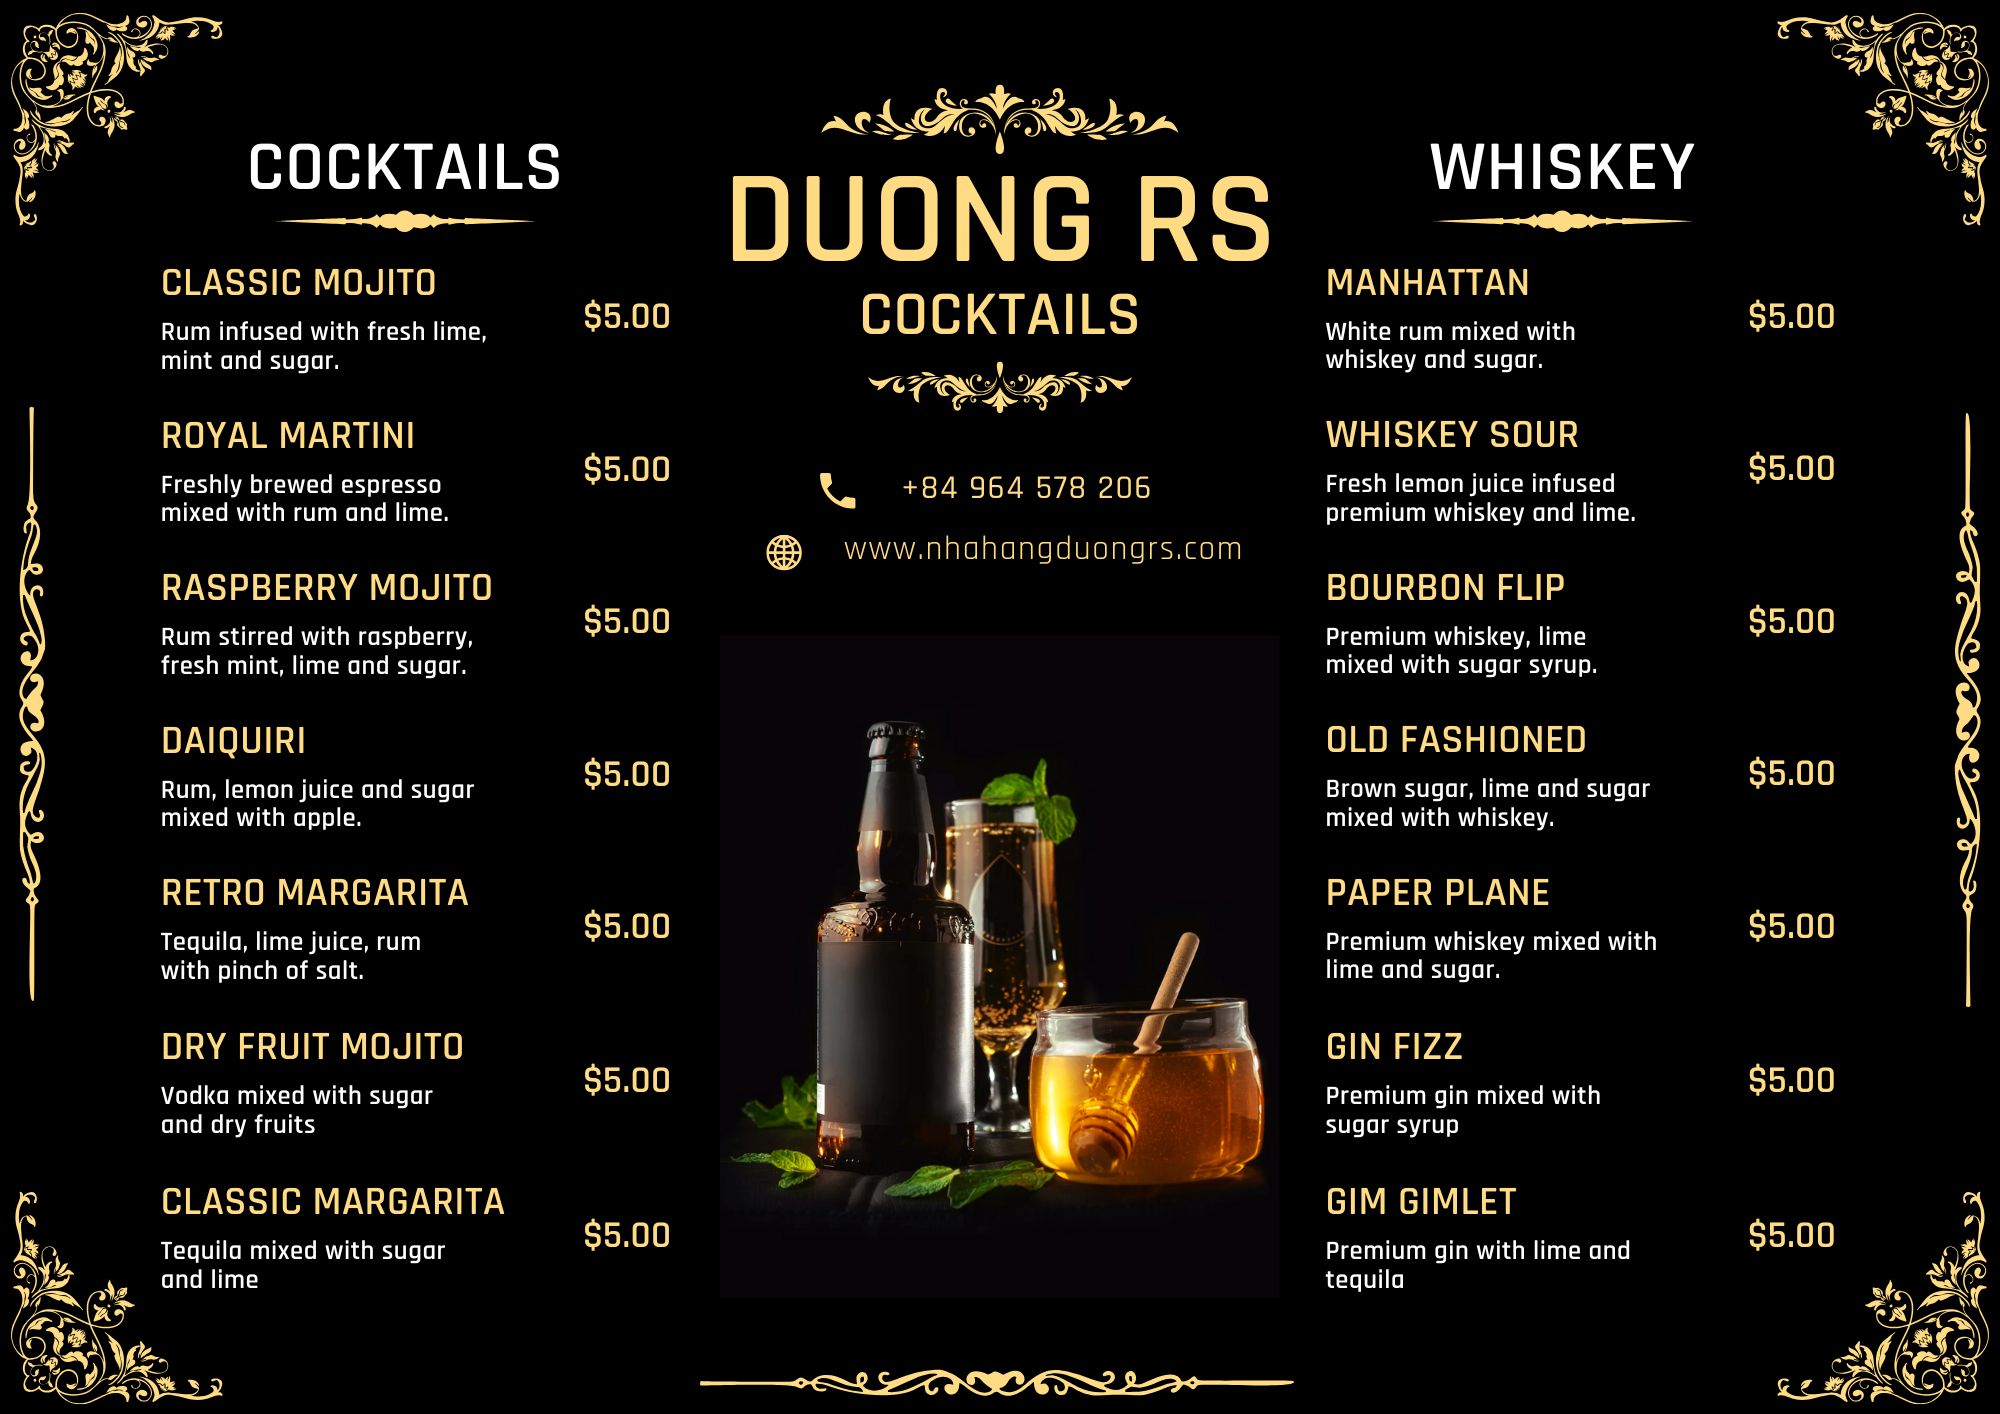 COCKTAILS
CLASSIC MOJITO
$5.00
Rum infused with fresh lime,
mint and sugar.
ROYAL MARTINI
$5.00
Freshly brewed espresso
mixed with rum and lime.
RASPBERRY MOJITO
$5.00
Rum stirred with raspberry,
fresh mint, lime and sugar.
DAIQUIRI
$5.00
Rum, lemon juice and sugar
mixed with apple.
RETRO MARGARITA
$5.00
Tequila, lime juice, rum
with pinch of salt.
DRY FRUIT MOJITO
$5.00
Vodka mixed with sugar
and dry fruits
CLASSIC MARGARITA
$5.00
Tequila mixed with sugar
and lime
DUONG RS
COCKTAILS
+84 964 578 206
www.nhahangduongrs.com
WHISKEY
MANHATTAN
$5.00
White rum mixed with
whiskey and sugar.
WHISKEY SOUR
$5.00
Fresh lemon juice infused
premium whiskey and lime.
BOURBON FLIP
$5.00
Premium whiskey, lime
mixed with sugar syrup.
OLD FASHIONED
$5.00
Brown sugar, lime and sugar
mixed with whiskey.
PAPER PLANE
$5.00
Premium whiskey mixed with
lime and sugar.
GIN FIZZ
$5.00
Premium gin mixed with
sugar syrup
GIM GIMLET
$5.00
Premium gin with lime and
tequila